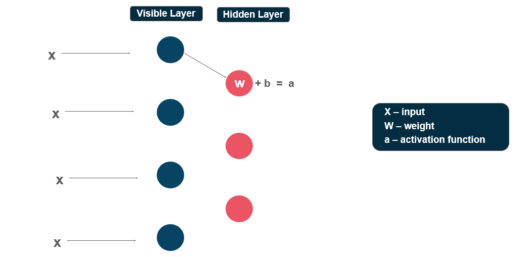 Visible Layer
Hidden Layer
X
W + b = a
X
X
X
X – input
W – weight
a – activation function